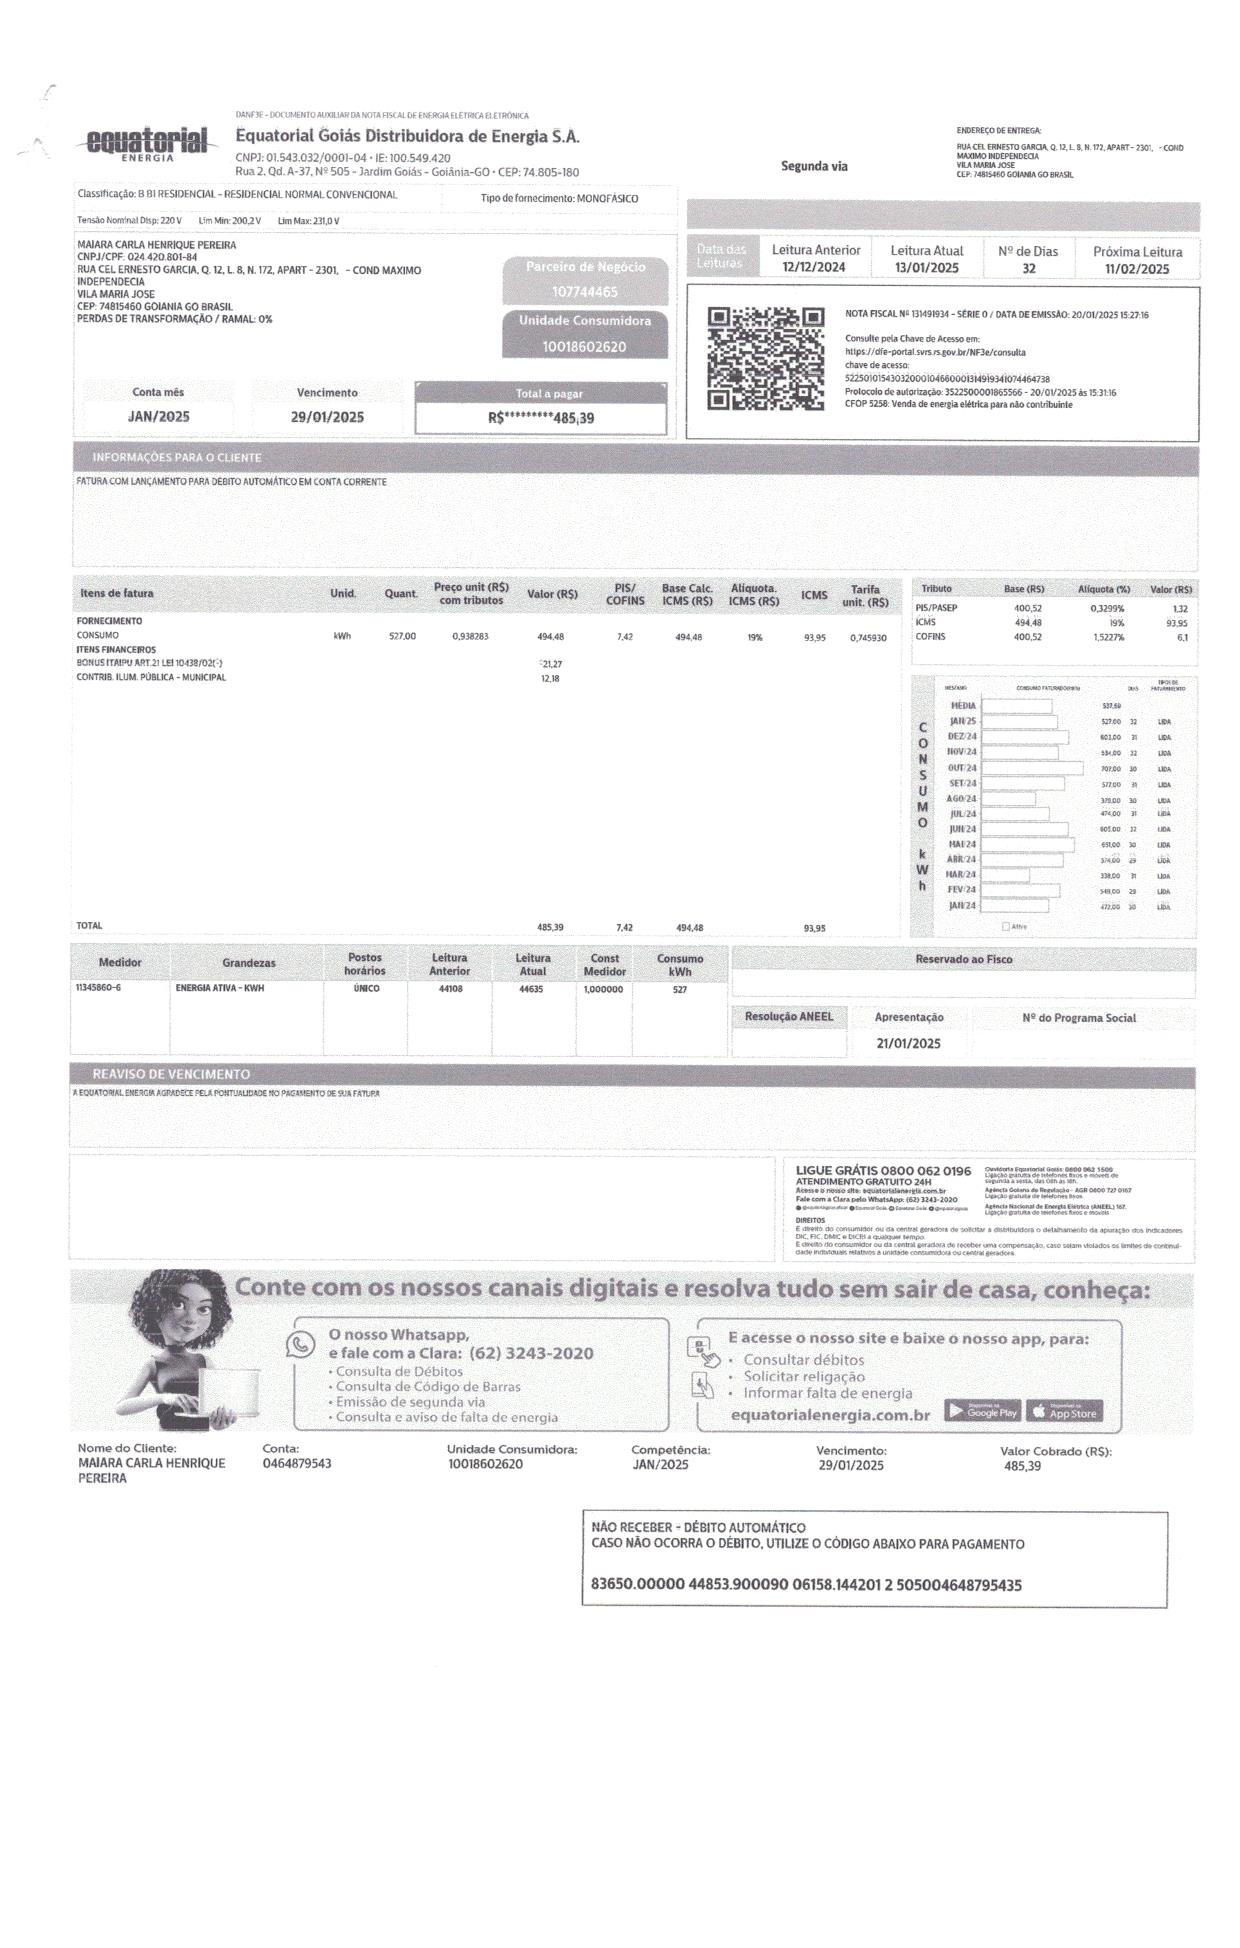 DANF3E - DOCUMENTO AUXILIAR DA NOTA FISCAL DE ENERGIA ELÉTRICA ELETRÔNICA
equatorial
ENERGIA
Equatorial Goiás Distribuidora de Energia S.A.
CNPJ: 01.543.032/0001-04 • IE: 100.549.420
Rua 2, Qd. A-37, Nº 505 - Jardim Goiás - Goiânia-GO • CEP: 74.805-180
Segunda via
ENDEREÇO DE ENTREGA:
RUA CEL ERNESTO GARCIA, Q. 12, L. 8, N. 172, APART - 2301, - COND
MAXIMO INDEPENDECIA
VILA MARIA JOSE
CEP: 74815460 GOIANIA GO BRASIL
Classificação: B B1 RESIDENCIAL - RESIDENCIAL NORMAL CONVENCIONAL
Tipo de fornecimento: MONOFÁSICO
Tensão Nominal Disp: 220 V Lim Min: 200,2 V Lim Max: 231,0 V
MAIARA CARLA HENRIQUE PEREIRA
CNPJ/CPF: 024.420.801-84
RUA CEL ERNESTO GARCIA, Q. 12, L. 8, N. 172, APART - 2301, - COND MAXIMO
INDEPENDECIA
VILA MARIA JOSE
CEP: 74815460 GOIANIA GO BRASIL
PERDAS DE TRANSFORMAÇÃO / RAMAL: 0%
Parceiro de Negócio
107744465
Unidade Consumidora
10018602620
Data das Leituras
Leitura Anterior Leitura Atual Nº de Dias Próxima Leitura
12/12/2024 13/01/2025 32 11/02/2025
NOTA FISCAL Nº 131491934 - SÉRIE 0 / DATA DE EMISSÃO: 20/01/2025 15:27:16
Consulte pela Chave de Acesso em:
https://dfe-portal.svrs.rs.gov.br/NF3e/consulta
chave de acesso:
52250101543032000104660001314919341074464738
Protocolo de autorização: 3522500001865566 - 20/01/2025 às 15:31:16
CFOP 5258: Venda de energia elétrica para não contribuinte
Conta mês Vencimento Total a pagar
JAN/2025 29/01/2025 R$*********485,39
INFORMAÇÕES PARA O CLIENTE
FATURA COM LANÇAMENTO PARA DÉBITO AUTOMÁTICO EM CONTA CORRENTE
Itens de fatura Unid. Quant. Preço unit (R$) com tributos Valor (R$) PIS/ COFINS Base Calc. ICMS (R$) Alíquota. ICMS (R$) ICMS Tarifa unit. (R$)
FORNECIMENTO
CONSUMO kWh 527,00 0,938283 494,48 7,42 494,48 19% 93,95 0,745930
ITENS FINANCEIROS
BONUS ITAIPU ART.21 LEI 10438/02(-) -21,27
CONTRIB. ILUM. PÚBLICA - MUNICIPAL 12,18
TOTAL 485,39 7,42 494,48 93,95
Tributo Base (R$) Alíquota (%) Valor (R$)
PIS/PASEP 400,52 0,3299% 1,32
ICMS 494,48 19% 93,95
COFINS 400,52 1,5227% 6,1
CONSUMO kWh
MES/ANO CONSUMO FATURADO(KWH) DIAS TIPOS DE FATURAMENTO
MÉDIA 537,69
JAN/25 527,00 32 LIDA
DEZ/24 603,00 31 LIDA
NOV/24 534,00 32 LIDA
OUT/24 707,00 30 LIDA
SET/24 577,00 31 LIDA
AGO/24 379,00 30 LIDA
JUL/24 474,00 31 LIDA
JUN/24 605,00 32 LIDA
MAI/24 651,00 30 LIDA
ABR/24 574,00 29 LIDA
MAR/24 338,00 31 LIDA
FEV/24 549,00 29 LIDA
JAN/24 472,00 30 LIDA
Ativo
Medidor Grandezas Postos horários Leitura Anterior Leitura Atual Const Medidor Consumo kWh
11345860-6 ENERGIA ATIVA - KWH ÚNICO 44108 44635 1,000000 527
Reservado ao Fisco
Resolução ANEEL Apresentação Nº do Programa Social
21/01/2025
REAVISO DE VENCIMENTO
A EQUATORIAL ENERGIA AGRADECE PELA PONTUALIDADE NO PAGAMENTO DE SUA FATURA
LIGUE GRÁTIS 0800 062 0196
ATENDIMENTO GRATUITO 24H
Acesse o nosso site: equatorialenergia.com.br
Fale com a Clara pelo WhatsApp: (62) 3243-2020
Ouvidoria Equatorial Goiás: 0800 062 1500
Ligação gratuita de telefones fixos e móveis de
segunda à sexta, das 08h às 18h.
Agência Goiana de Regulação - AGR 0800 727 0167
Ligação gratuita de telefones fixos
Agência Nacional de Energia Elétrica (ANEEL) 167.
Ligação gratuita de telefones fixos e móveis
DIREITOS
É direito do consumidor ou da central geradora de solicitar a distribuidora o detalhamento da apuração dos indicadores
DIC, FIC, DMIC e DICRI a qualquer tempo.
É direito do consumidor ou da central geradora de receber uma compensação, caso sejam violados os limites de continui-
dade individuais relativos à unidade consumidora ou central geradora.
Conte com os nossos canais digitais e resolva tudo sem sair de casa, conheça:
O nosso Whatsapp,
e fale com a Clara: (62) 3243-2020
• Consulta de Débitos
• Consulta de Código de Barras
• Emissão de segunda via
• Consulta e aviso de falta de energia
E acesse o nosso site e baixe o nosso app, para:
• Consultar débitos
• Solicitar religação
• Informar falta de energia
equatorialenergia.com.br
Disponível no Google Play
Disponível na App Store
Nome do Cliente: Conta: Unidade Consumidora: Competência: Vencimento: Valor Cobrado (R$):
MAIARA CARLA HENRIQUE 0464879543 10018602620 JAN/2025 29/01/2025 485,39
PEREIRA
NÃO RECEBER - DÉBITO AUTOMÁTICO
CASO NÃO OCORRA O DÉBITO, UTILIZE O CÓDIGO ABAIXO PARA PAGAMENTO
83650.00000 44853.900090 06158.144201 2 505004648795435